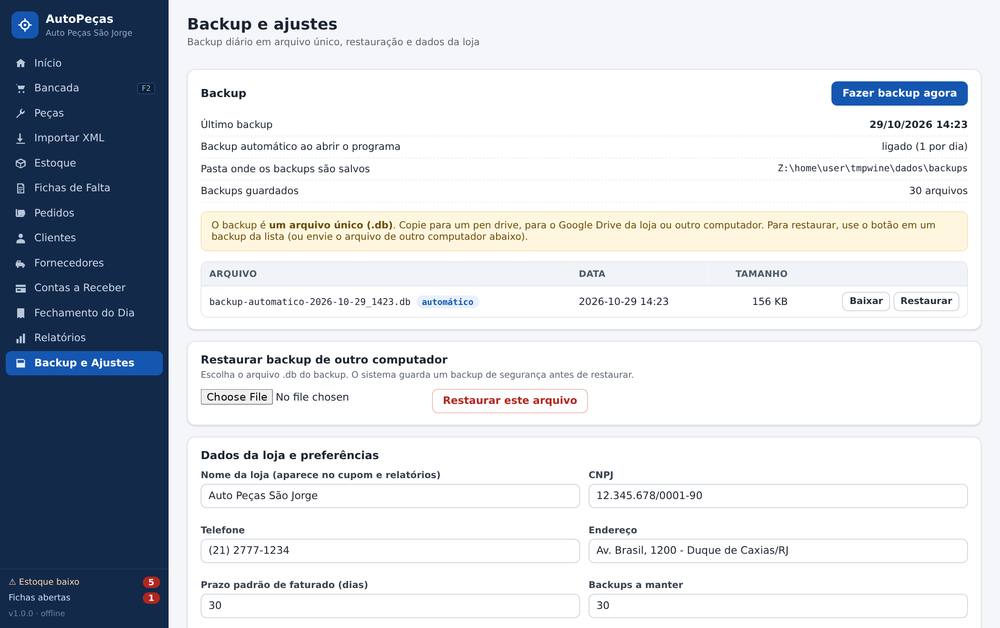 AutoPeças
Auto Peças São Jorge
Início
Bancada F2
Peças
Importar XML
Estoque
Fichas de Falta
Pedidos
Clientes
Fornecedores
Contas a Receber
Fechamento do Dia
Relatórios
Backup e Ajustes
⚠ Estoque baixo 5
Fichas abertas 1
v1.0.0 · offline
Backup e ajustes
Backup diário em arquivo único, restauração e dados da loja
Backup Fazer backup agora
Último backup 29/10/2026 14:23
Backup automático ao abrir o programa ligado (1 por dia)
Pasta onde os backups são salvos Z:\home\user\tmpwine\dados\backups
Backups guardados 30 arquivos
O backup é um arquivo único (.db). Copie para um pen drive, para o Google Drive da loja ou outro computador. Para restaurar, use o botão em um
backup da lista (ou envie o arquivo de outro computador abaixo).
ARQUIVO DATA TAMANHO
backup-automatico-2026-10-29_1423.db automático 2026-10-29 14:23 156 KB Baixar Restaurar
Restaurar backup de outro computador
Escolha o arquivo .db do backup. O sistema guarda um backup de segurança antes de restaurar.
Choose File No file chosen Restaurar este arquivo
Dados da loja e preferências
Nome da loja (aparece no cupom e relatórios) CNPJ
Auto Peças São Jorge 12.345.678/0001-90
Telefone Endereço
(21) 2777-1234 Av. Brasil, 1200 - Duque de Caxias/RJ
Prazo padrão de faturado (dias) Backups a manter
30 30